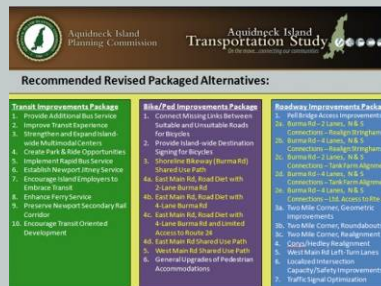 Aquidneck Island
Planning Commission
Aquidneck Island
Transportation Study
On the move...connecting our communities
Recommended Revised Packaged Alternatives:
Transit Improvements Package
1. Provide Additional Bus Service
2. Improve Transit Experience
3. Strengthen and Expand Island-
wide Multimodal Centers
4. Create Park & Ride Opportunities
5. Implement Rapid Bus Service
6. Establish Newport Jitney Service
7. Encourage Island Employers to
Embrace Transit
8. Enhance Ferry Service
9. Preserve Newport Secondary Rail
Corridor
10. Encourage Transit Oriented
Development
Bike/Ped Improvements Package
1. Connect Missing Links Between
Suitable and Unsuitable Roads
for Bicycles
2. Provide Island-wide Destination
Signing for Bicycles
3. Shoreline Bikeway (Burma Rd)
Shared Use Path
4a. East Main Rd, Road Diet with
2-Lane Burma Rd
4b. East Main Rd, Road Diet with
4-Lane Burma Rd
4c. East Main Rd, Road Diet with
4-Lane Burma Rd and Limited
Access to Route 24
4d. East Main Rd Shared Use Path
5. West Main Rd Shared Use Path
6. General Upgrades of Pedestrian
Accommodations
Roadway Improvements Packa
1. Pell Bridge Access Improvements
2a. Burma Rd – 2 Lanes, N & S
Connections – Realign Stringham
2b. Burma Rd – 4 Lanes, N & S
Connections – Realign Stringham
2c. Burma Rd – 2 Lanes, N & S
Connections – Tank Farm Alignm
2d. Burma Rd – 4 Lanes, N & S
Connections – Tank Farm Alignm
2e. Burma Rd – 4 Lanes, N & S
Connections – Ltd. Access to Rte
3a. Two Mile Corner, Geometric
Improvements
3b. Two Mile Corner, Roundabout
3c. Two Mile Corner, Realignment
4. Corys/Hedley Realignment
5. West Main Rd Left-Turn Lanes
6. Localized Intersection
Capacity/Safety Improvements
7. Traffic Signal Optimization